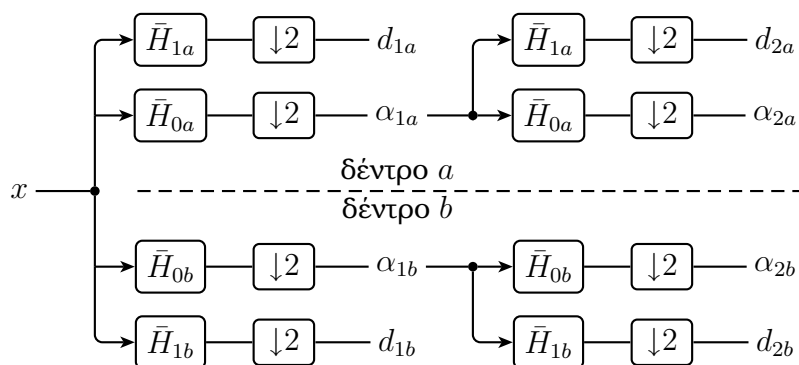 H̄₁ₐ ↓2 d₁ₐ H̄₁ₐ ↓2 d₂ₐ
H̄₀ₐ ↓2 α₁ₐ H̄₀ₐ ↓2 α₂ₐ
δέντρο a
x
δέντρο b
H̄₀b ↓2 α₁b H̄₀b ↓2 α₂b
H̄₁b ↓2 d₁b H̄₁b ↓2 d₂b